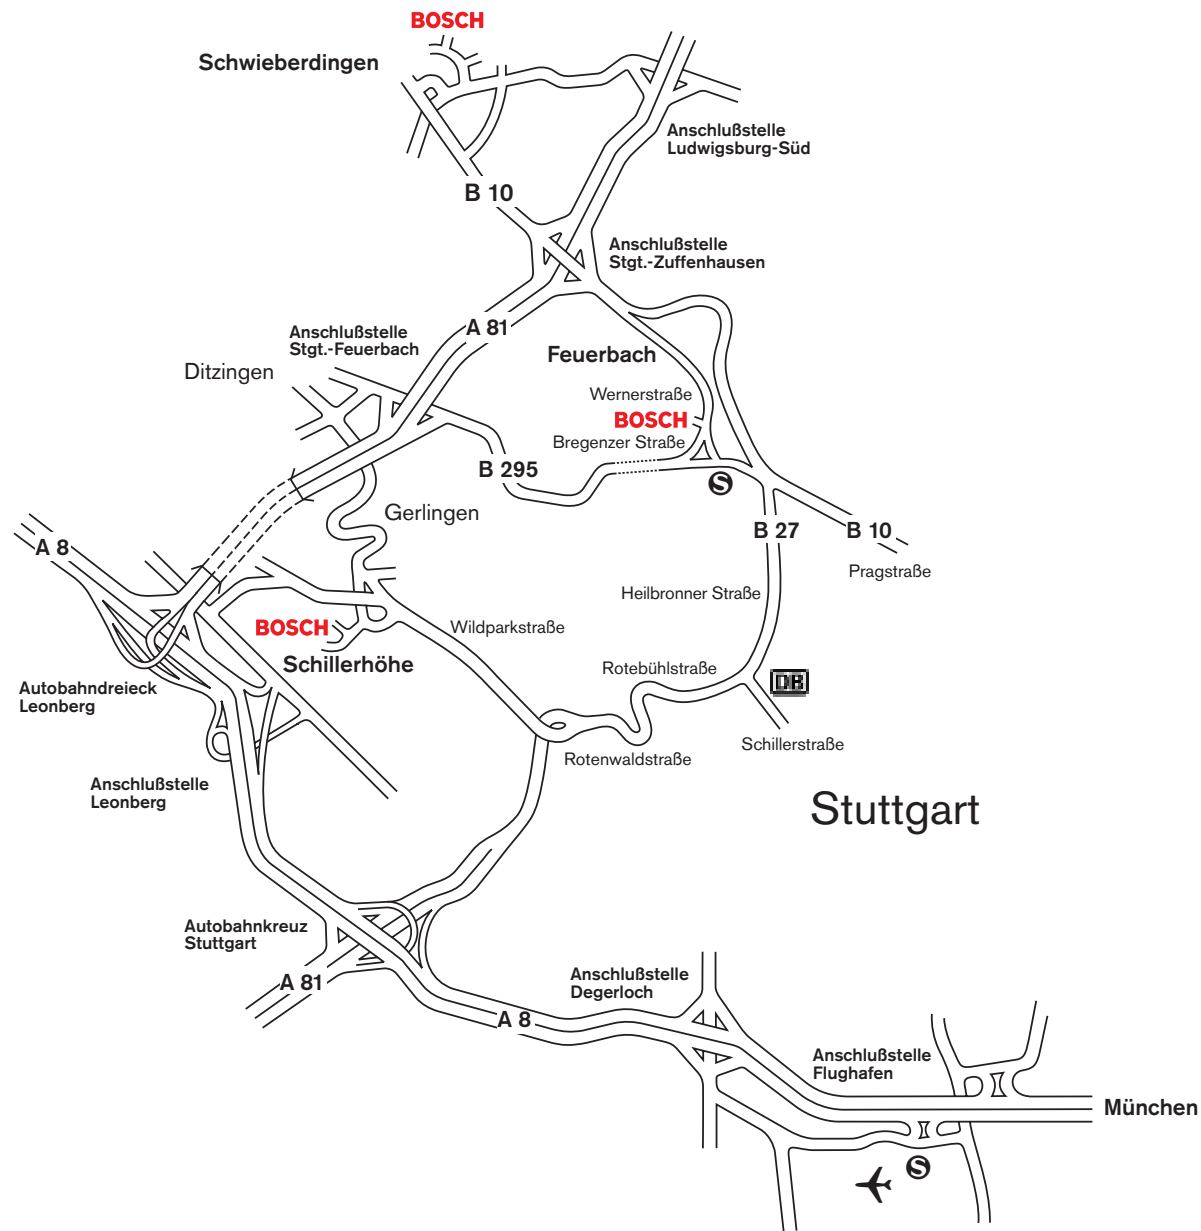 BOSCH
Schwieberdingen
Anschlußstelle
Ludwigsburg-Süd
B 10
Anschlußstelle
Stgt.-Zuffenhausen
A 81
Anschlußstelle
Stgt.-Feuerbach
Feuerbach
Ditzingen
Wernerstraße
BOSCH
Bregenzer Straße
B 295
S
Gerlingen
B 27
B 10
A 8
Pragstraße
Heilbronner Straße
BOSCH
Wildparkstraße
Schillerhöhe
Rotebühlstraße
DB
Autobahndreieck
Leonberg
Schillerstraße
Rotenwaldstraße
Anschlußstelle
Leonberg
Stuttgart
Autobahnkreuz
Stuttgart
A 81
Anschlußstelle
Degerloch
A 8
Anschlußstelle
Flughafen
München
S